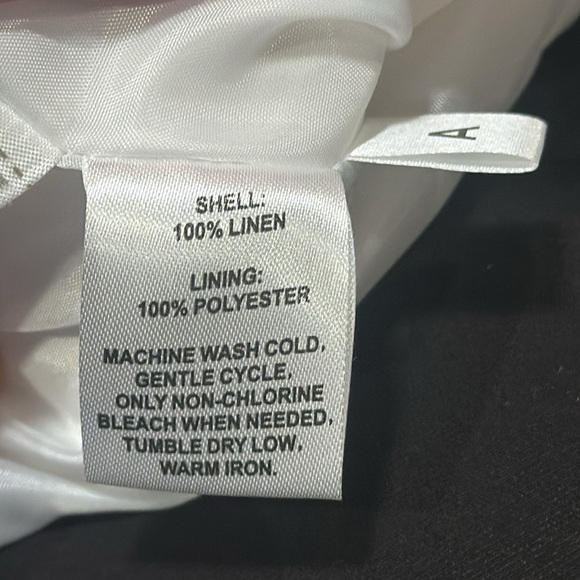 SHELL:
100% LINEN
LINING:
100% POLYESTER
MACHINE WASH COLD,
GENTLE CYCLE,
ONLY NON-CHLORINE
BLEACH WHEN NEEDED,
TUMBLE DRY LOW,
WARM IRON.
A